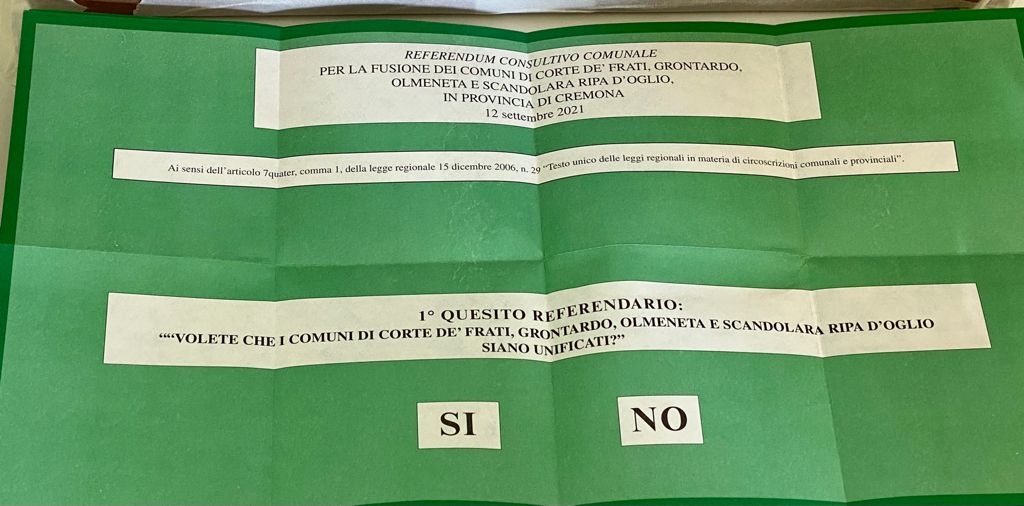 REFERENDUM CONSULTIVO COMUNALE
PER LA FUSIONE DEI COMUNI DI CORTE DE' FRATI, GRONTARDO,
OLMENETA E SCANDOLARA RIPA D'OGLIO,
IN PROVINCIA DI CREMONA
12 settembre 2021
Ai sensi dell'articolo 7quater, comma 1, della legge regionale 15 dicembre 2006, n. 29 "Testo unico delle leggi regionali in materia di circoscrizioni comunali e provinciali".
1° QUESITO REFERENDARIO:
""VOLETE CHE I COMUNI DI CORTE DE' FRATI, GRONTARDO, OLMENETA E SCANDOLARA RIPA D'OGLIO
SIANO UNIFICATI?"
SI NO